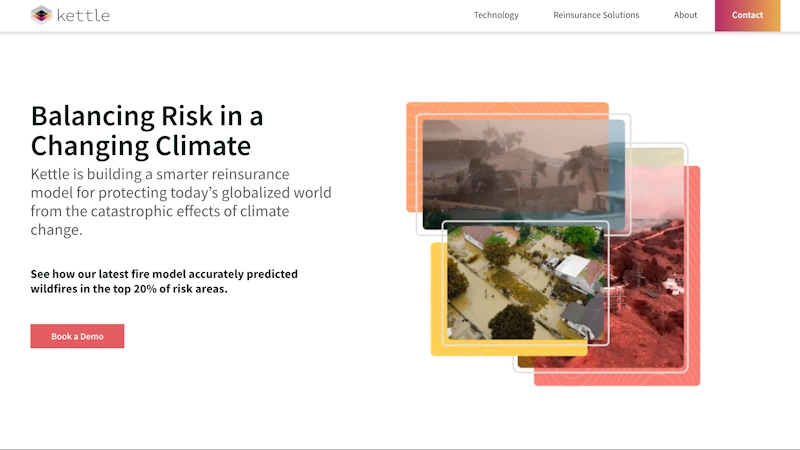 kettle
Technology
Reinsurance Solutions
About
Contact
Balancing Risk in a
Changing Climate
Kettle is building a smarter reinsurance
model for protecting today’s globalized world
from the catastrophic effects of climate
change.
See how our latest fire model accurately predicted
wildfires in the top 20% of risk areas.
Book a Demo